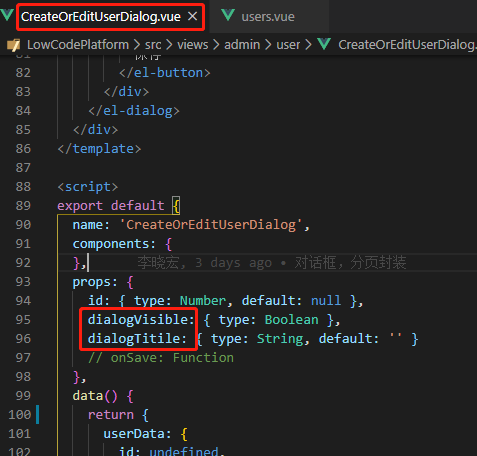 CreateOrEditUserDialog.vue
users.vue
LowCodePlatform > src > views > admin > user > CreateOrEditUserDialog.
81 保存
82 </el-button>
83 </div>
84 </el-dialog>
85 </div>
86 </template>
87
88 <script>
89 export default {
90 name: 'CreateOrEditUserDialog',
91 components: {
92 }, 李晓宏, 3 days ago • 对话框，分页封装
93 props: {
94 id: { type: Number, default: null },
95 dialogVisible: { type: Boolean },
96 dialogTitile: { type: String, default: '' }
97 // onSave: Function
98 },
99 data() {
100 return {
101 userData: {
102 id: undefined,